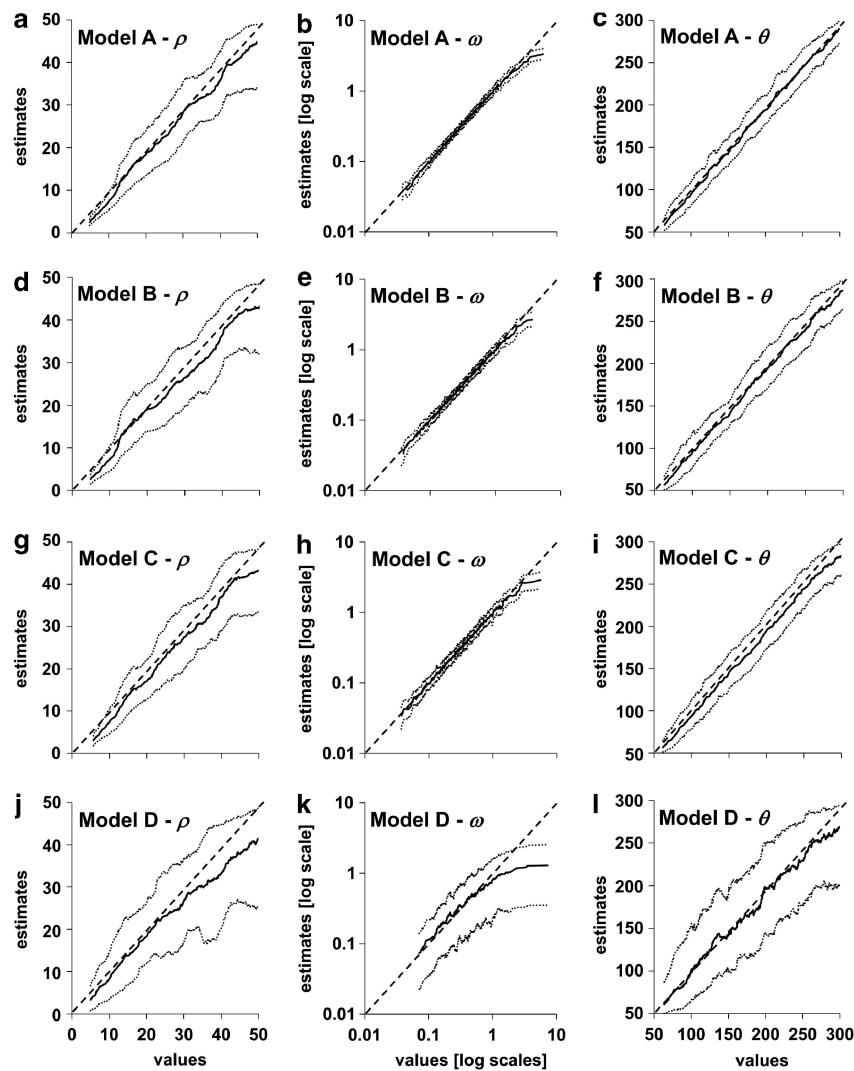 a
Model A - ρ
estimates
50
40
30
20
10
0
b
Model A - ω
estimates [log scale]
10
1
0.1
0.01
c
Model A - θ
estimates
300
250
200
150
100
50
d
Model B - ρ
estimates
50
40
30
20
10
0
e
Model B - ω
estimates [log scale]
10
1
0.1
0.01
f
Model B - θ
estimates
300
250
200
150
100
50
g
Model C - ρ
estimates
50
40
30
20
10
0
h
Model C - ω
estimates [log scale]
10
1
0.1
0.01
i
Model C - θ
estimates
300
250
200
150
100
50
j
Model D - ρ
estimates
50
40
30
20
10
0
0 10 20 30 40 50
values
k
Model D - ω
estimates [log scale]
10
1
0.1
0.01
0.01 0.1 1 10
values [log scales]
l
Model D - θ
estimates
300
250
200
150
100
50
50 100 150 200 250 300
values